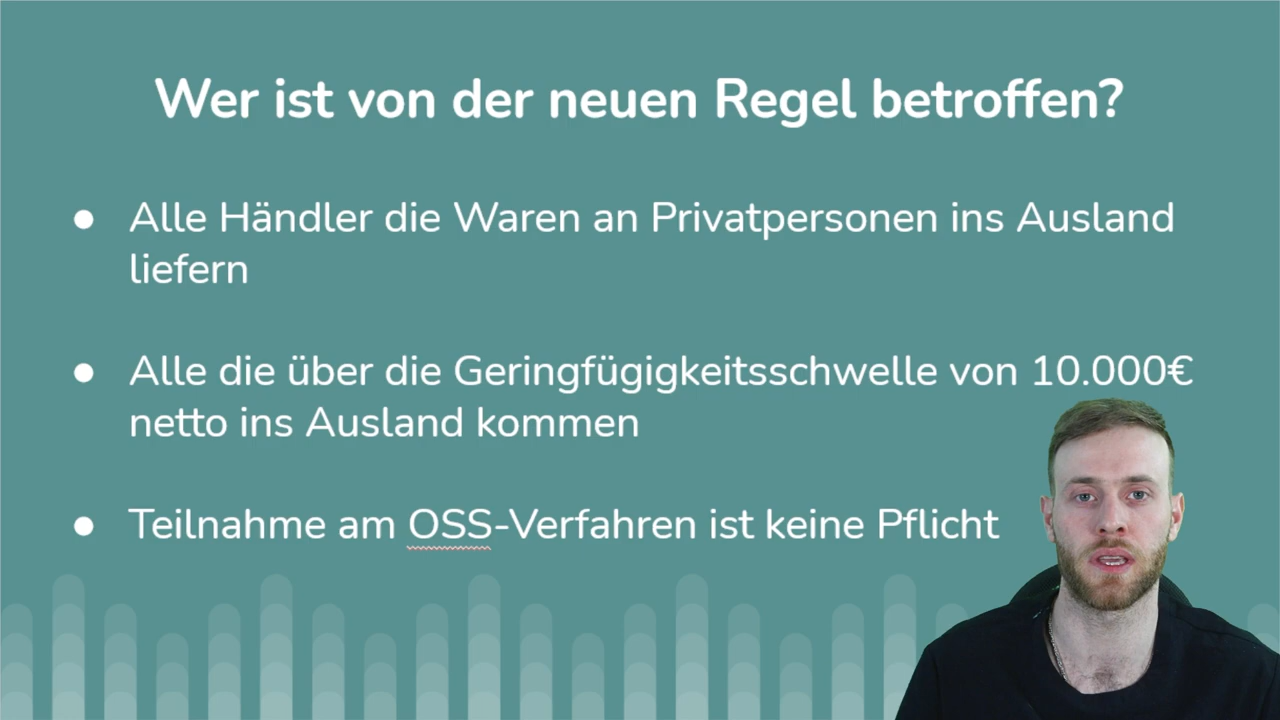 Wer ist von der neuen Regel betroffen?
● Alle Händler die Waren an Privatpersonen ins Ausland
liefern
● Alle die über die Geringfügigkeitsschwelle von 10.000€
netto ins Ausland kommen
● Teilnahme am OSS-Verfahren ist keine Pflicht